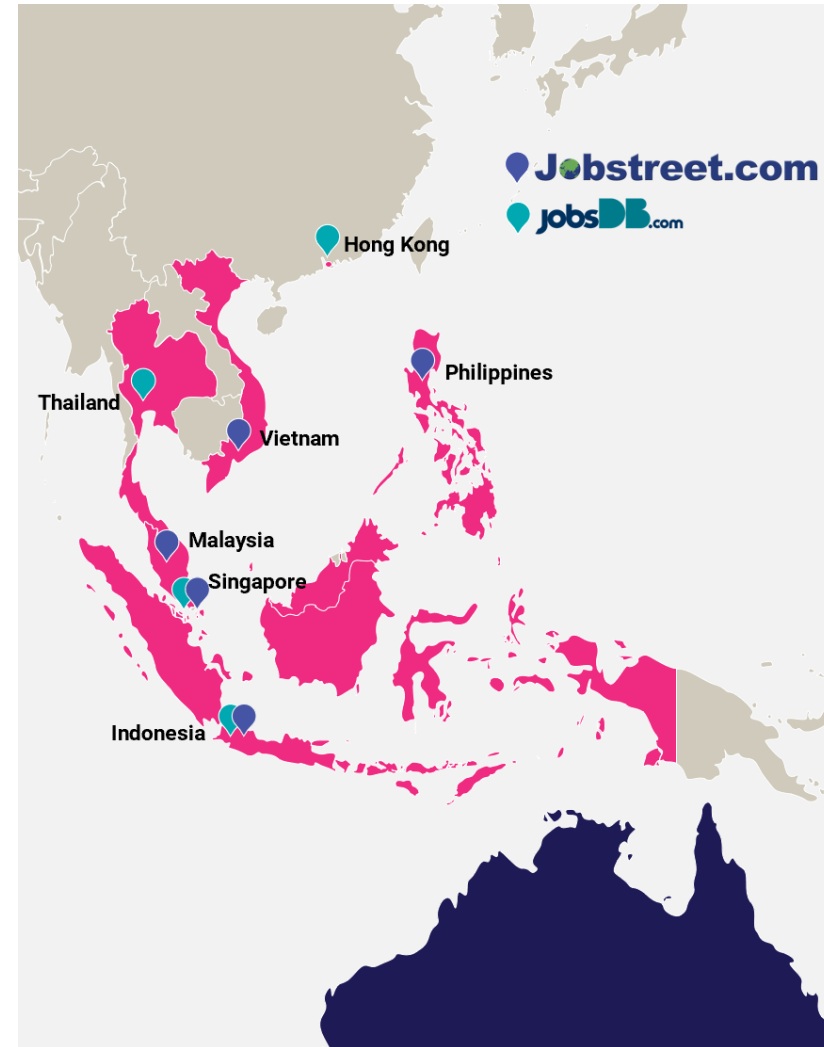 Jobstreet.com
jobsDB.com
Hong Kong
Philippines
Thailand
Vietnam
Malaysia
Singapore
Indonesia